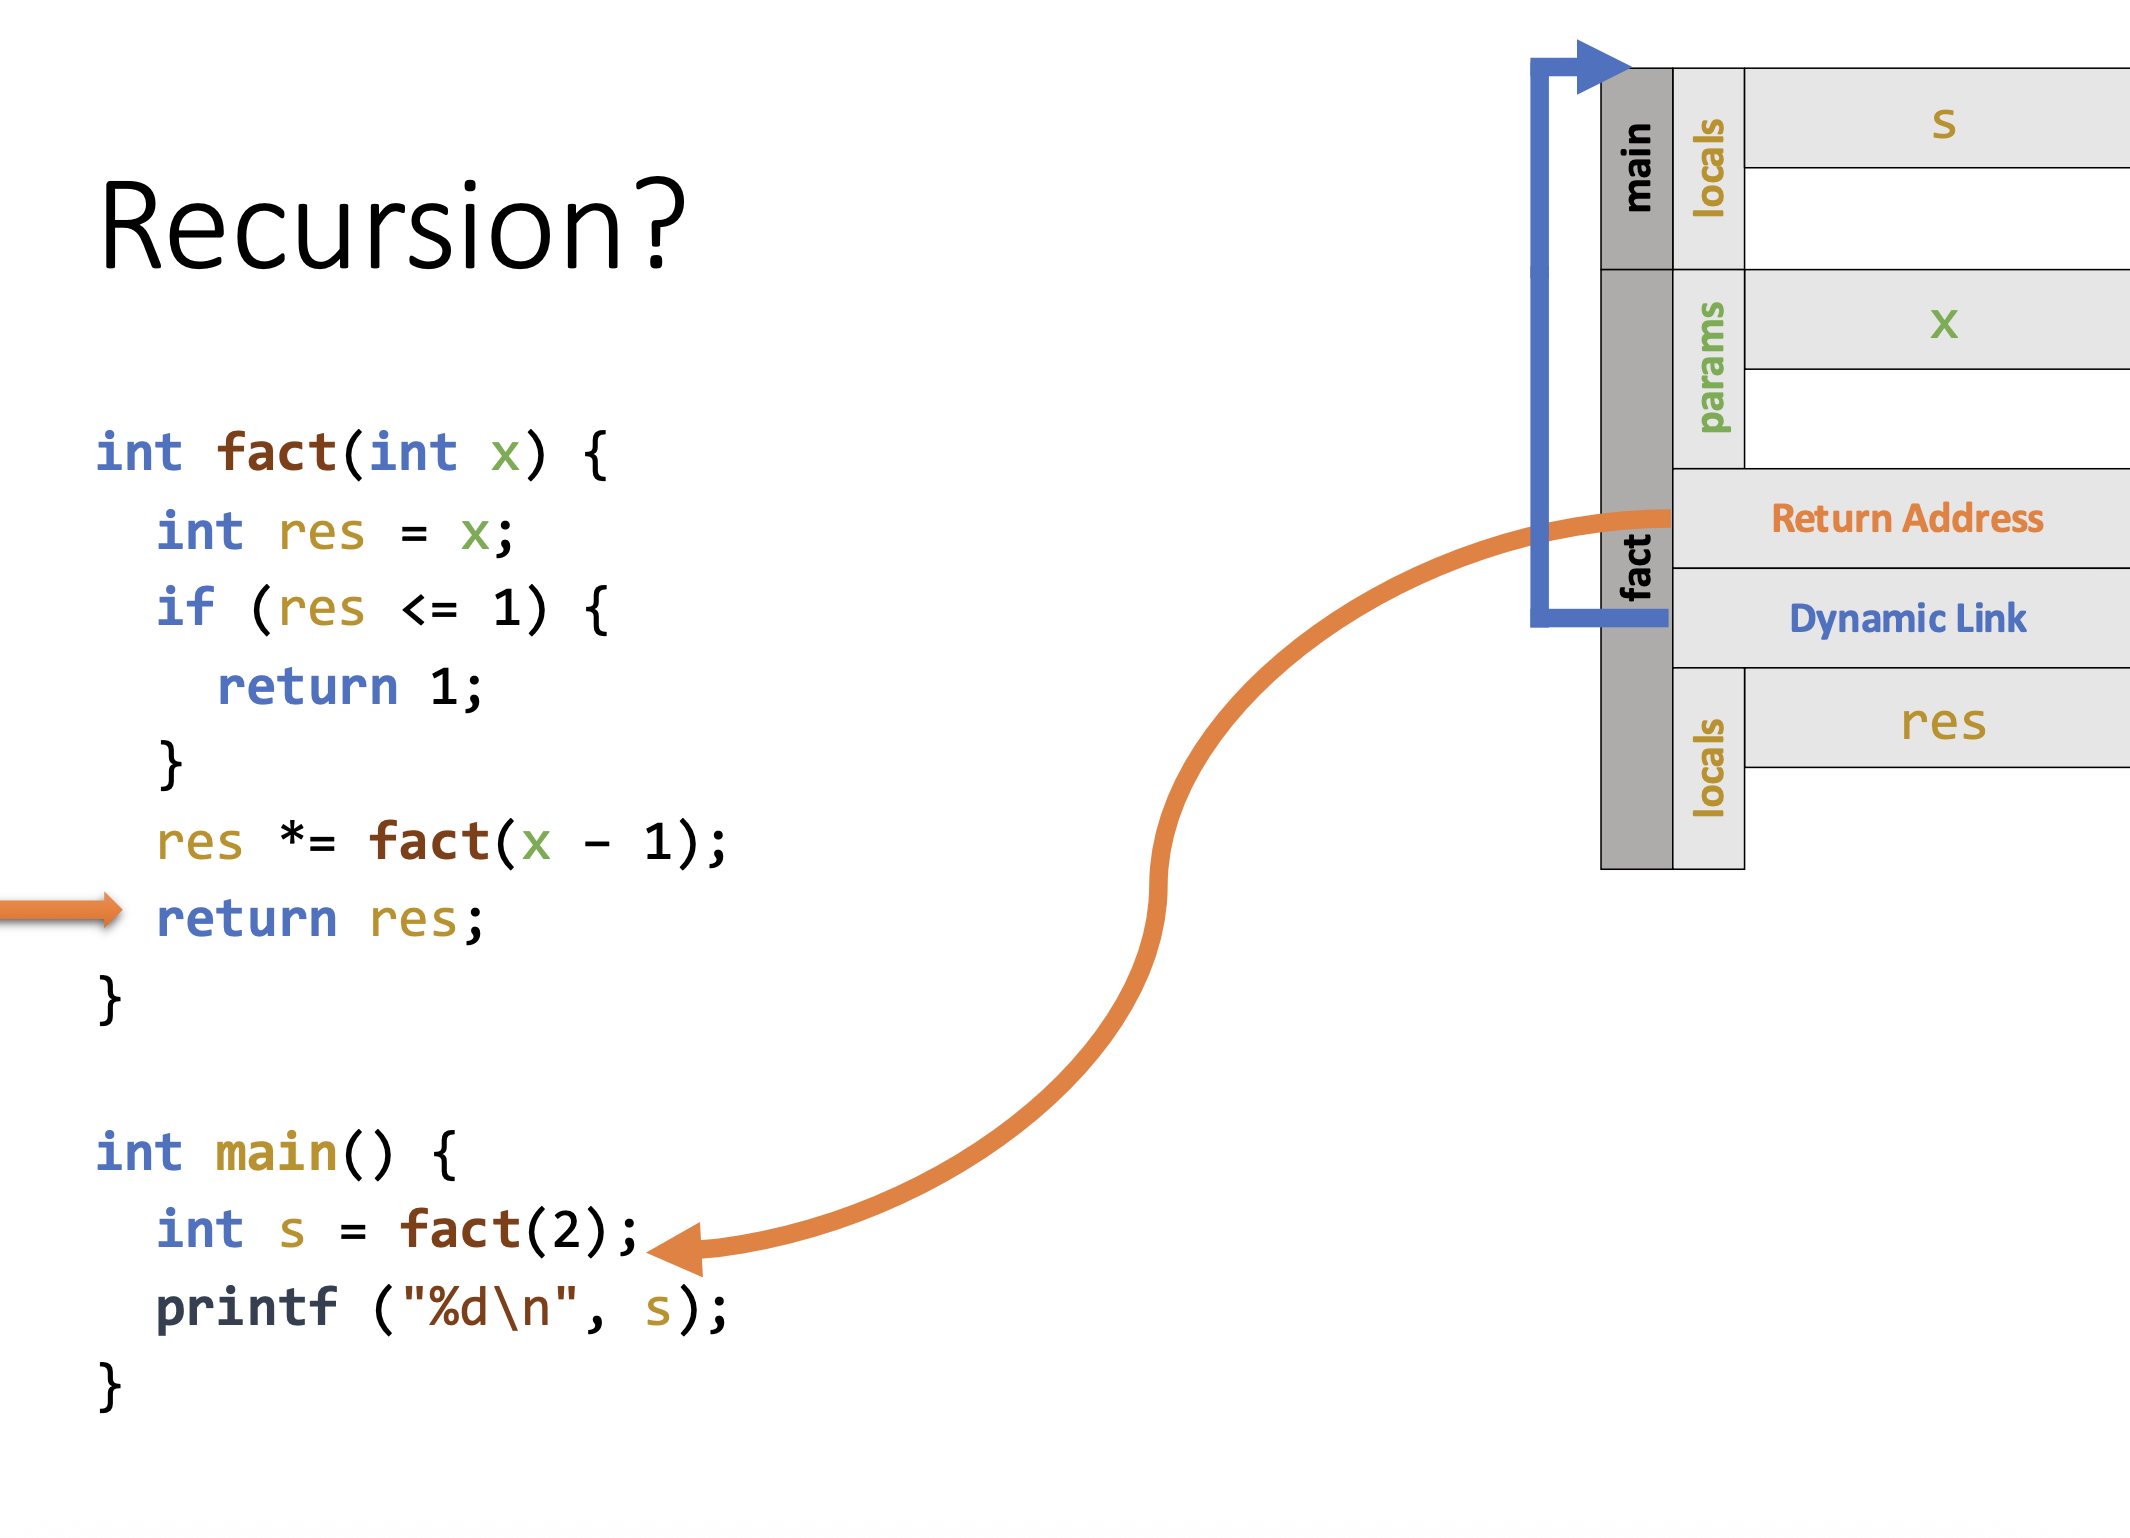 Recursion?
int fact(int x) {
int res = x;
if (res <= 1) {
return 1;
}
res *= fact(x – 1);
return res;
}
int main() {
int s = fact(2);
printf ("%d\n", s);
}
main
locals
s
fact
params
x
Return Address
Dynamic Link
locals
res